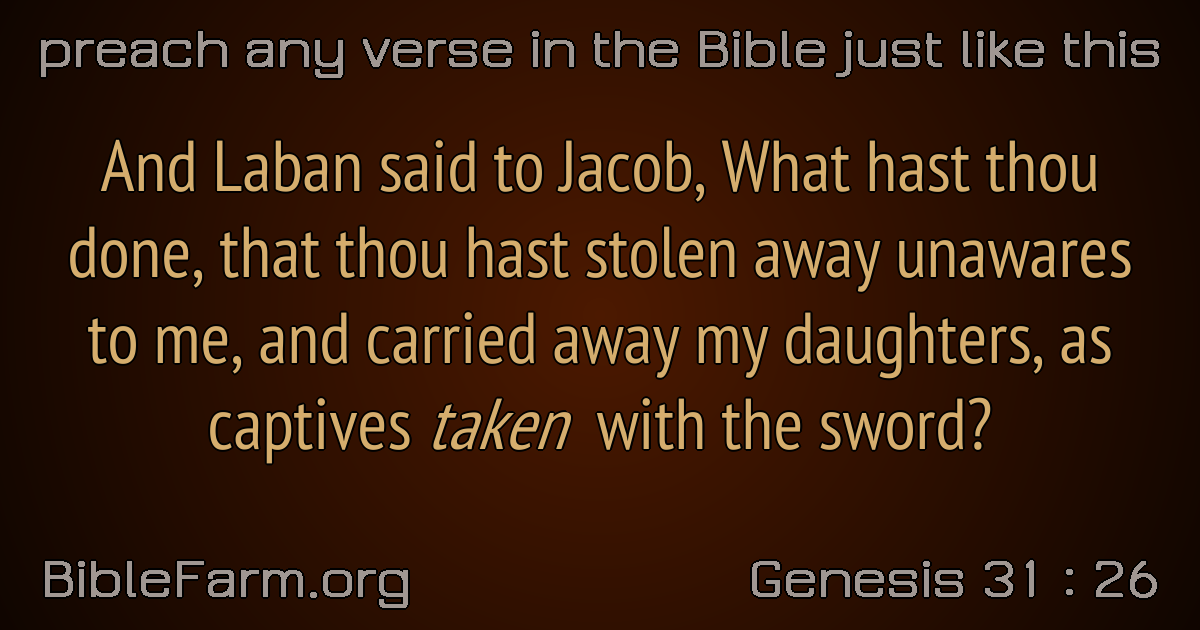 preach any verse in the Bible just like this
And Laban said to Jacob, What hast thou
done, that thou hast stolen away unawares
to me, and carried away my daughters, as
captives taken with the sword?
BibleFarm.org
Genesis 31 : 26